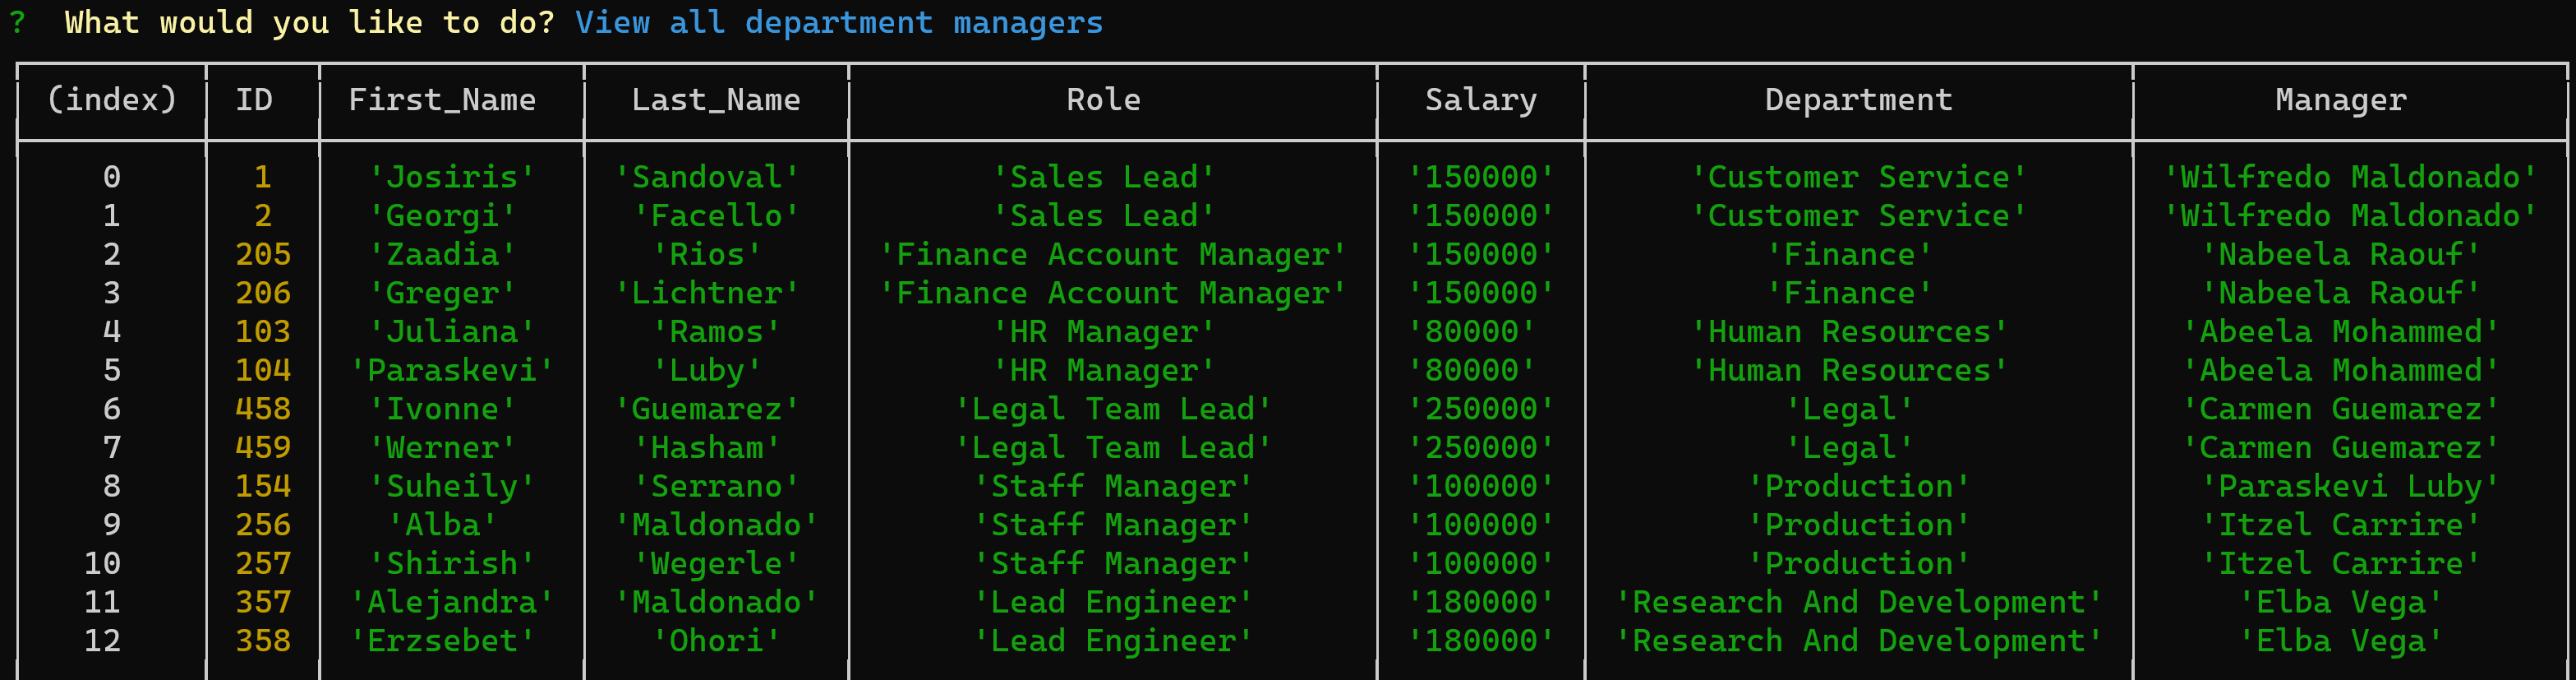 ? What would you like to do? View all department managers
(index) ID First_Name Last_Name Role Salary Department Manager
0 1 'Josiris' 'Sandoval' 'Sales Lead' '150000' 'Customer Service' 'Wilfredo Maldonado'
1 2 'Georgi' 'Facello' 'Sales Lead' '150000' 'Customer Service' 'Wilfredo Maldonado'
2 205 'Zaadia' 'Rios' 'Finance Account Manager' '150000' 'Finance' 'Nabeela Raouf'
3 206 'Greger' 'Lichtner' 'Finance Account Manager' '150000' 'Finance' 'Nabeela Raouf'
4 103 'Juliana' 'Ramos' 'HR Manager' '80000' 'Human Resources' 'Abeela Mohammed'
5 104 'Paraskevi' 'Luby' 'HR Manager' '80000' 'Human Resources' 'Abeela Mohammed'
6 458 'Ivonne' 'Guemarez' 'Legal Team Lead' '250000' 'Legal' 'Carmen Guemarez'
7 459 'Werner' 'Hasham' 'Legal Team Lead' '250000' 'Legal' 'Carmen Guemarez'
8 154 'Suheily' 'Serrano' 'Staff Manager' '100000' 'Production' 'Paraskevi Luby'
9 256 'Alba' 'Maldonado' 'Staff Manager' '100000' 'Production' 'Itzel Carrire'
10 257 'Shirish' 'Wegerle' 'Staff Manager' '100000' 'Production' 'Itzel Carrire'
11 357 'Alejandra' 'Maldonado' 'Lead Engineer' '180000' 'Research And Development' 'Elba Vega'
12 358 'Erzsebet' 'Ohori' 'Lead Engineer' '180000' 'Research And Development' 'Elba Vega'